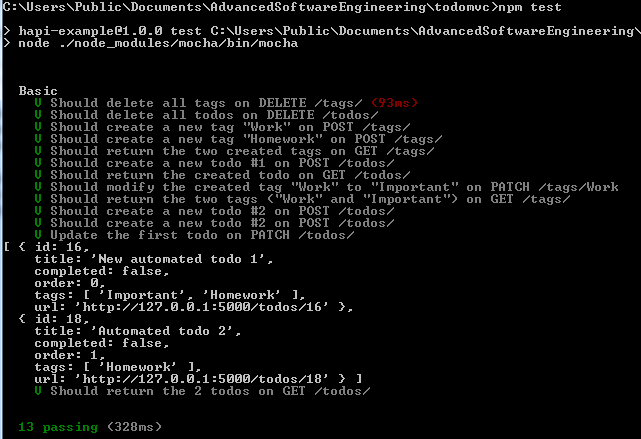 C:\Users\Public\Documents\AdvancedSoftwareEngineering\todomvc>npm test
> hapi-example@1.0.0 test C:\Users\Public\Documents\AdvancedSoftwareEngineering\
> node ./node_modules/mocha/bin/mocha
Basic
V Should delete all tags on DELETE /tags/ (93ms)
V Should delete all todos on DELETE /todos/
V Should create a new tag "Work" on POST /tags/
V Should create a new tag "Homework" on POST /tags/
V Should return the two created tags on GET /tags/
V Should create a new todo #1 on POST /todos/
V Should return the created todo on GET /todos/
V Should modify the created tag "Work" to "Important" on PATCH /tags/Work
V Should return the two tags ("Work" and "Important") on GET /tags/
V Should create a new todo #2 on POST /todos/
V Should create a new todo #2 on POST /todos/
V Update the first todo on PATCH /todos/
[ { id: 16,
title: 'New automated todo 1',
completed: false,
order: 0,
tags: [ 'Important', 'Homework' ],
url: 'http://127.0.0.1:5000/todos/16' },
{ id: 18,
title: 'Automated todo 2',
completed: false,
order: 1,
tags: [ 'Homework' ],
url: 'http://127.0.0.1:5000/todos/18' } ]
V Should return the 2 todos on GET /todos/
13 passing (328ms)